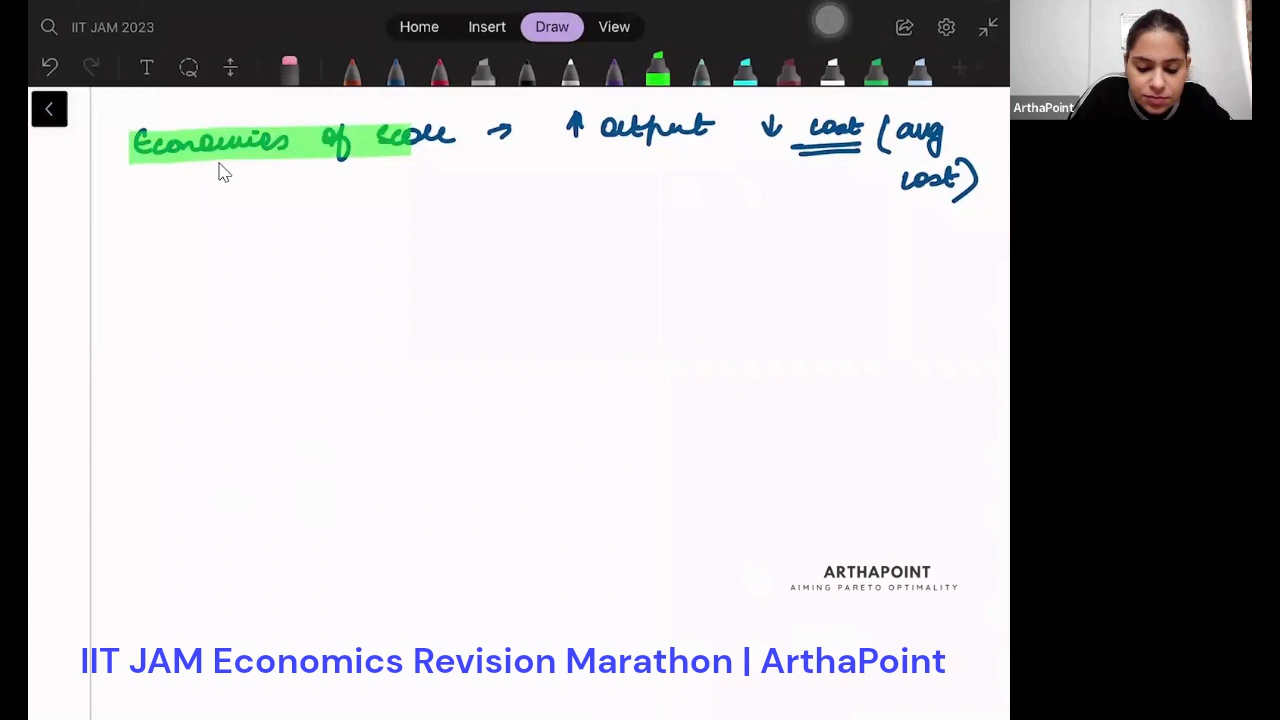 IIT JAM 2023
Home Insert Draw View
T
ArthaPoint
Economies of Scale → ↑ output ↓ cost (avg
cost)
ARTHAPOINT
AIMING PARETO OPTIMALITY
IIT JAM Economics Revision Marathon | ArthaPoint